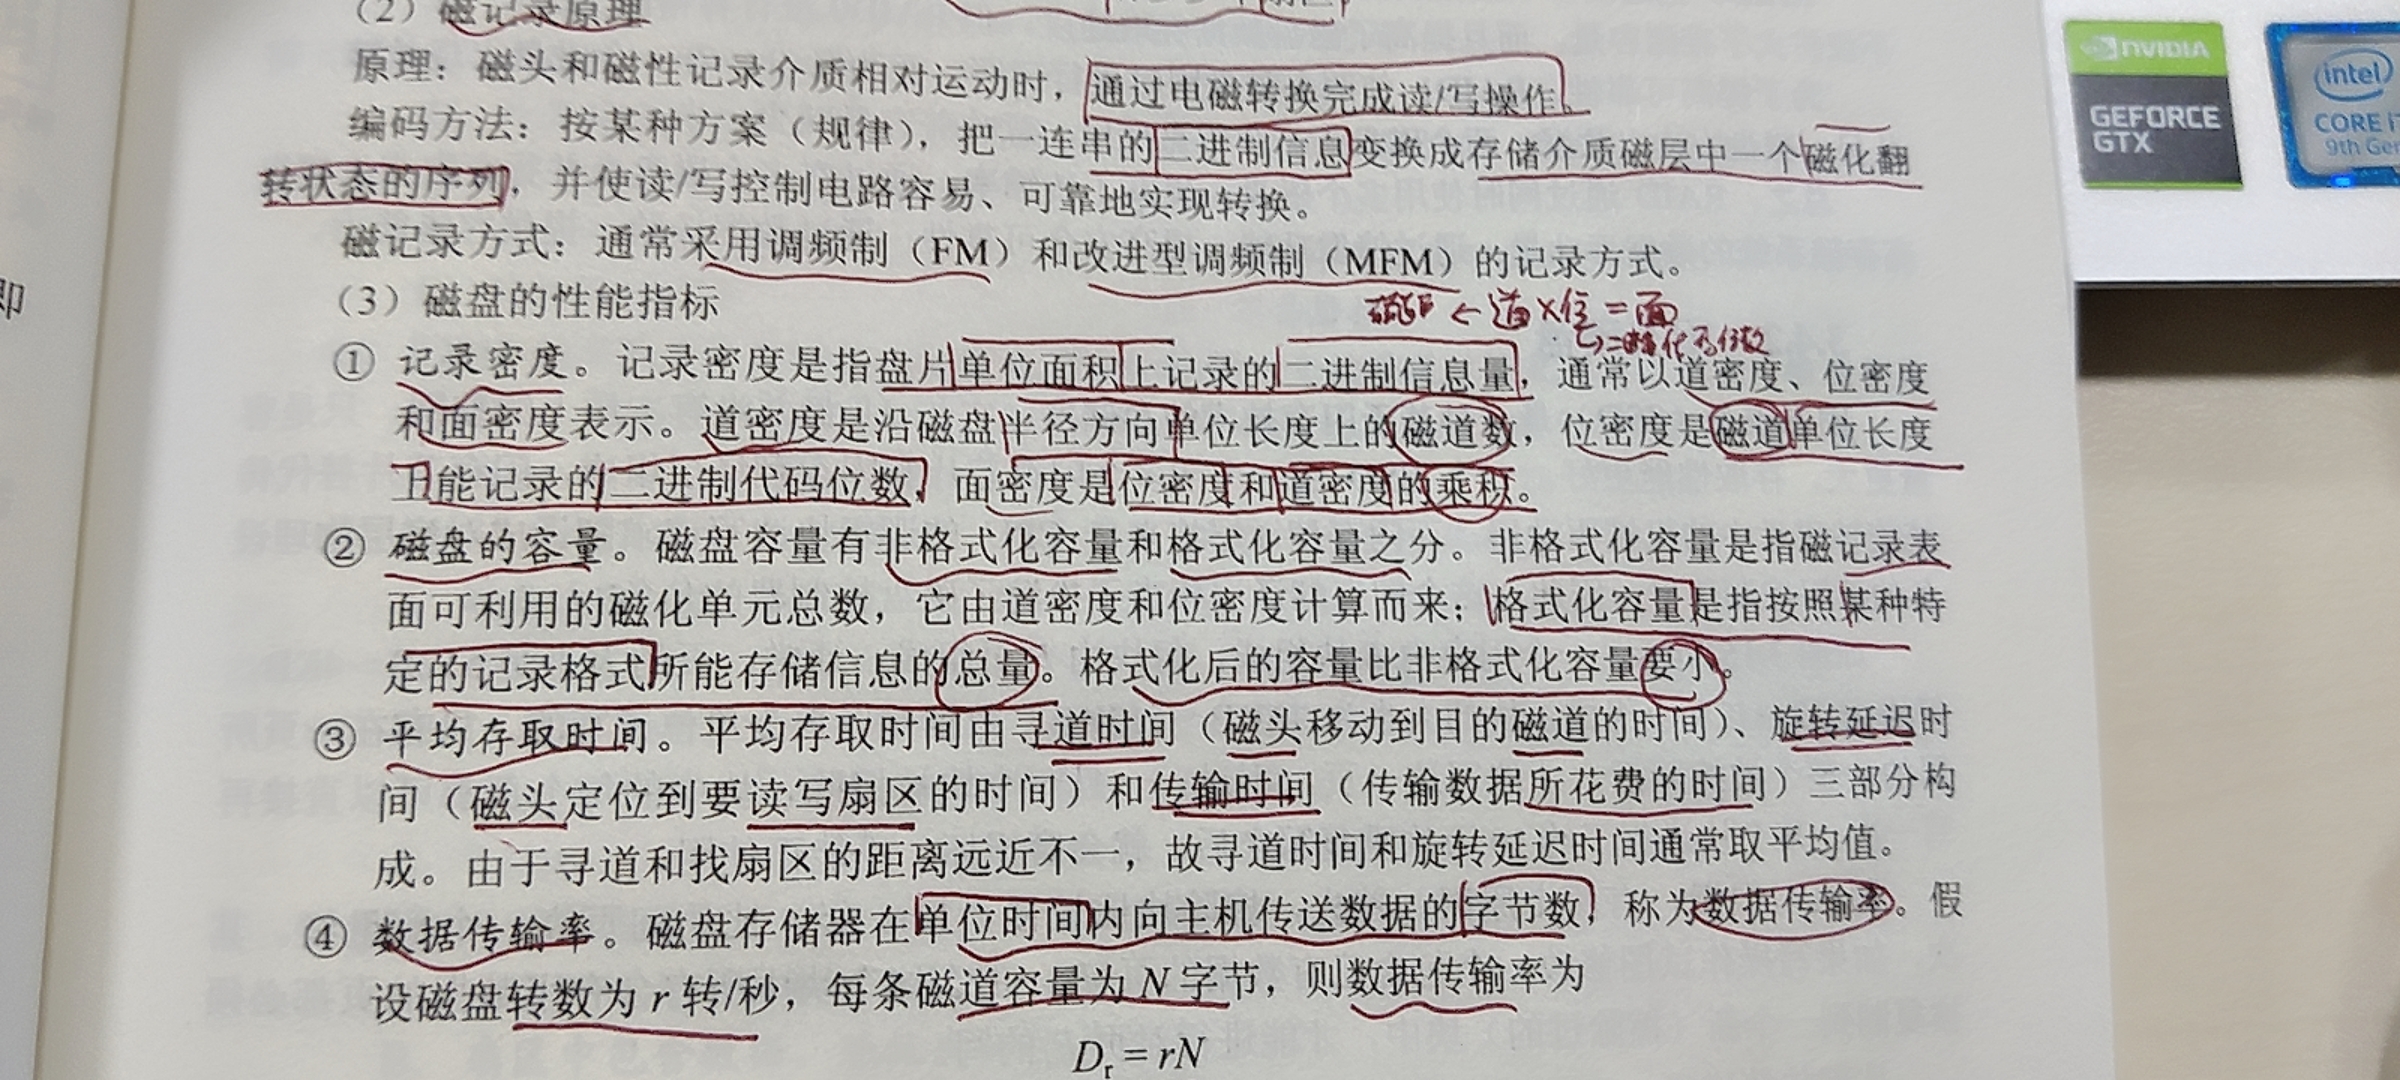 （2）磁记录原理
原理：磁头和磁性记录介质相对运动时，通过电磁转换完成读/写操作。
编码方法：按某种方案（规律），把一连串的二进制信息变换成存储介质磁层中一个磁化翻
转状态的序列，并使读/写控制电路容易、可靠地实现转换。
磁记录方式：通常采用调频制（FM）和改进型调频制（MFM）的记录方式。
（3）磁盘的性能指标
← 道×位=面
二进制代码位数
① 记录密度。记录密度是指盘片单位面积上记录的二进制信息量，通常以道密度、位密度
和面密度表示。道密度是沿磁盘半径方向单位长度上的磁道数，位密度是磁道单位长度
上能记录的二进制代码位数，面密度是位密度和道密度的乘积。
② 磁盘的容量。磁盘容量有非格式化容量和格式化容量之分。非格式化容量是指磁记录表
面可利用的磁化单元总数，它由道密度和位密度计算而来；格式化容量是指按照某种特
定的记录格式所能存储信息的总量。格式化后的容量比非格式化容量要小。
③ 平均存取时间。平均存取时间由寻道时间（磁头移动到目的磁道的时间）、旋转延迟时
间（磁头定位到要读写扇区的时间）和传输时间（传输数据所花费的时间）三部分构
成。由于寻道和找扇区的距离远近不一，故寻道时间和旋转延迟时间通常取平均值。
④ 数据传输率。磁盘存储器在单位时间内向主机传送数据的字节数，称为数据传输率。假
设磁盘转数为 r 转/秒，每条磁道容量为 N 字节，则数据传输率为
Dr = rN
即
NVIDIA
GEFORCE
GTX
intel
CORE i7
9th Gen